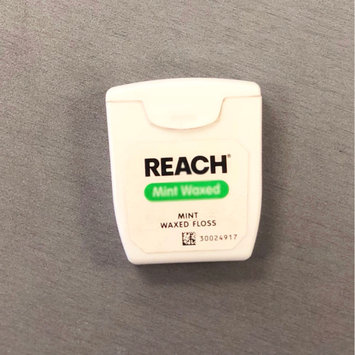 REACH®
Mint Waxed
MINT
WAXED FLOSS
30024917